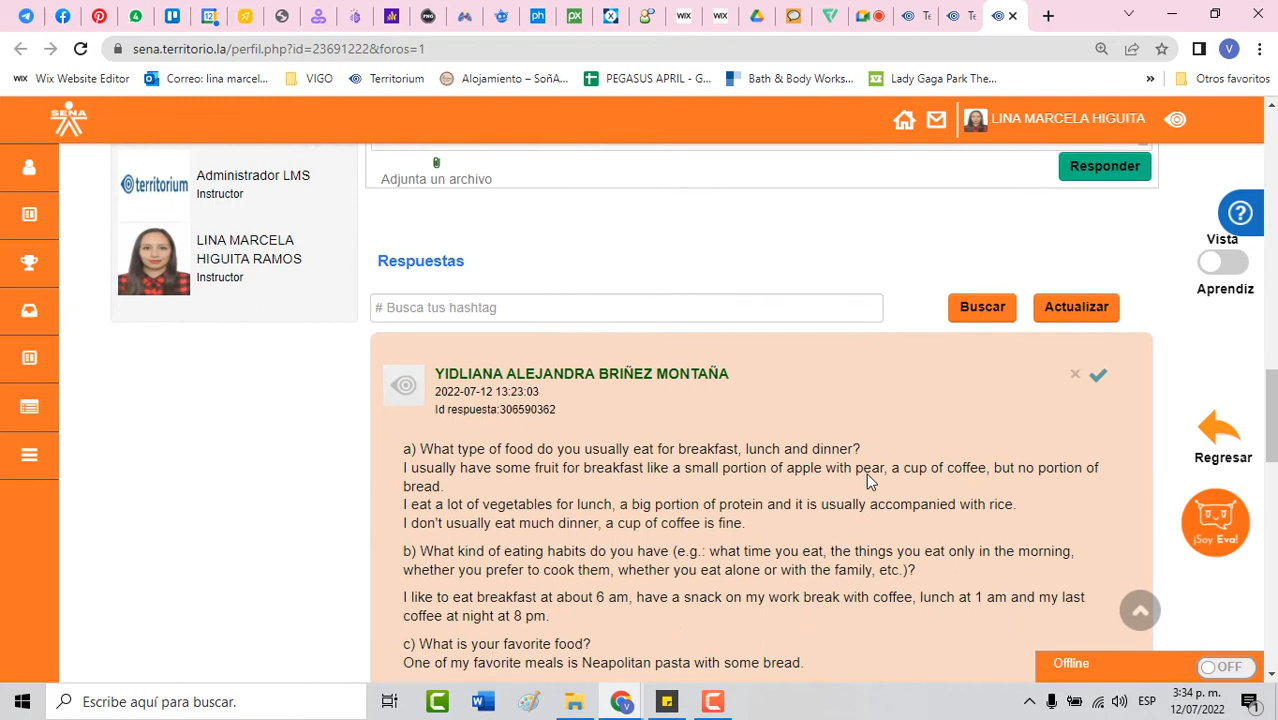 sena.territorio.la/perfil.php?id=23691222&foros=1
V
WiX Wix Website Editor
Correo: lina marcel...
VIGO
Territorium
Alojamiento – SoñA...
PEGASUS APRIL - G...
Bath & Body Works...
Lady Gaga Park The...
»
Otros favoritos
SENA
LINA MARCELA HIGUITA
territorium
Administrador LMS
Instructor
LINA MARCELA
HIGUITA RAMOS
Instructor
Adjunta un archivo
Responder
Respuestas
# Busca tus hashtag
Buscar
Actualizar
Vista
Aprendiz
YIDLIANA ALEJANDRA BRIÑEZ MONTAÑA
2022-07-12 13:23:03
Id respuesta:306590362
a) What type of food do you usually eat for breakfast, lunch and dinner?
I usually have some fruit for breakfast like a small portion of apple with pear, a cup of coffee, but no portion of
bread.
I eat a lot of vegetables for lunch, a big portion of protein and it is usually accompanied with rice.
I don't usually eat much dinner, a cup of coffee is fine.
b) What kind of eating habits do you have (e.g.: what time you eat, the things you eat only in the morning,
whether you prefer to cook them, whether you eat alone or with the family, etc.)?
I like to eat breakfast at about 6 am, have a snack on my work break with coffee, lunch at 1 am and my last
coffee at night at 8 pm.
c) What is your favorite food?
One of my favorite meals is Neapolitan pasta with some bread.
Regresar
¡Soy Eva!
Offline
OFF
Escribe aquí para buscar.
ESP
3:34 p. m.
12/07/2022